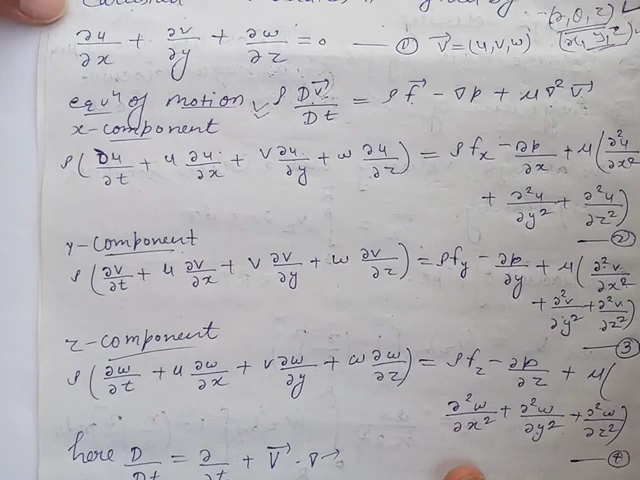 (r, θ, z)
∂u/∂x + ∂v/∂y + ∂w/∂z = 0 — ① V⃗ = (u, v, w) (x, y, z)
equⁿ of motion ρ DV⃗/Dt = ρf⃗ - ∇p + μ∇²V⃗
x-component
ρ(∂u/∂t + u ∂u/∂x + v ∂u/∂y + w ∂u/∂z) = ρfx - ∂p/∂x + μ(∂²u/∂x²
+ ∂²u/∂y² + ∂²u/∂z²)
— ②
y-component
ρ(∂v/∂t + u ∂v/∂x + v ∂v/∂y + w ∂v/∂z) = ρfy - ∂p/∂y + μ(∂²v/∂x²
+ ∂²v/∂y² + ∂²v/∂z²)
— ③
z-component
ρ(∂w/∂t + u ∂w/∂x + v ∂w/∂y + w ∂w/∂z) = ρfz - ∂p/∂z + μ(
∂²w/∂x² + ∂²w/∂y² + ∂²w/∂z²)
— ④
here D/Dt = ∂/∂t + V⃗ · ∇